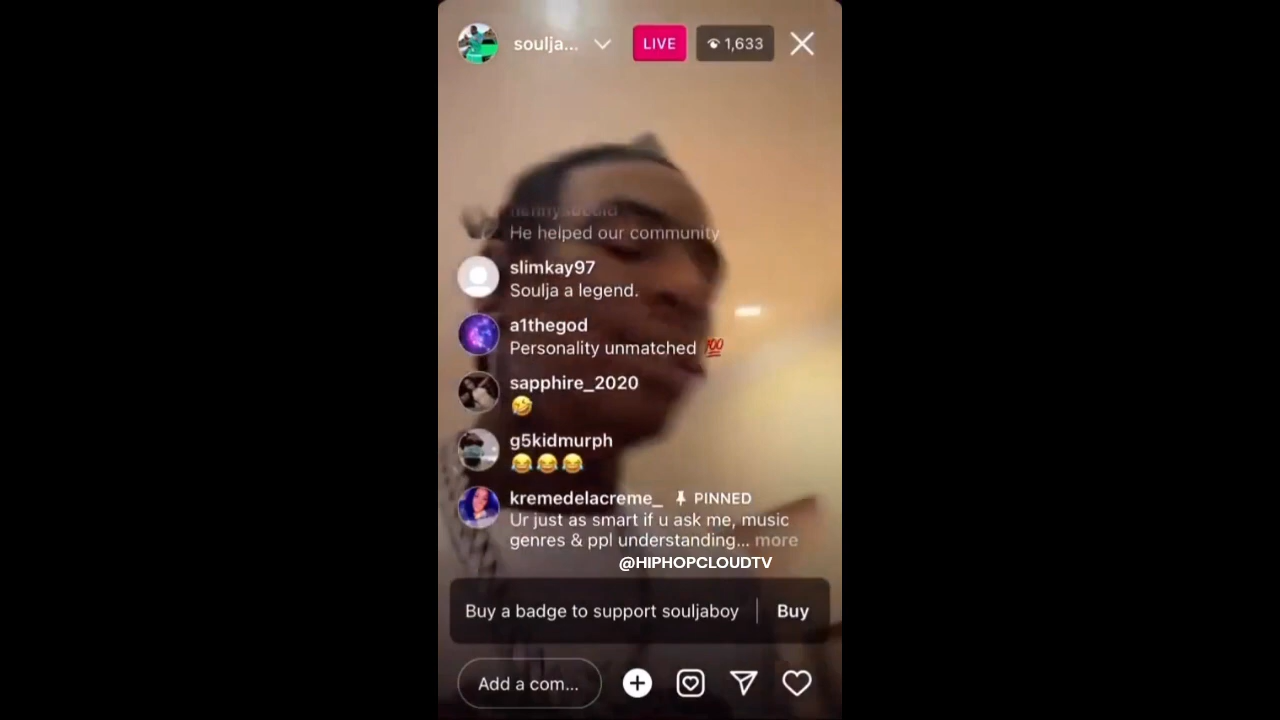 soulja...
LIVE
1,633
He helped our community
slimkay97
Soulja a legend.
a1thegod
Personality unmatched 💯
sapphire_2020
🤣
g5kidmurph
😂😂😂
kremedelacreme_ PINNED
Ur just as smart if u ask me, music
genres & ppl understanding... more
@HIPHOPCLOUDTV
Buy a badge to support souljaboy | Buy
Add a com...